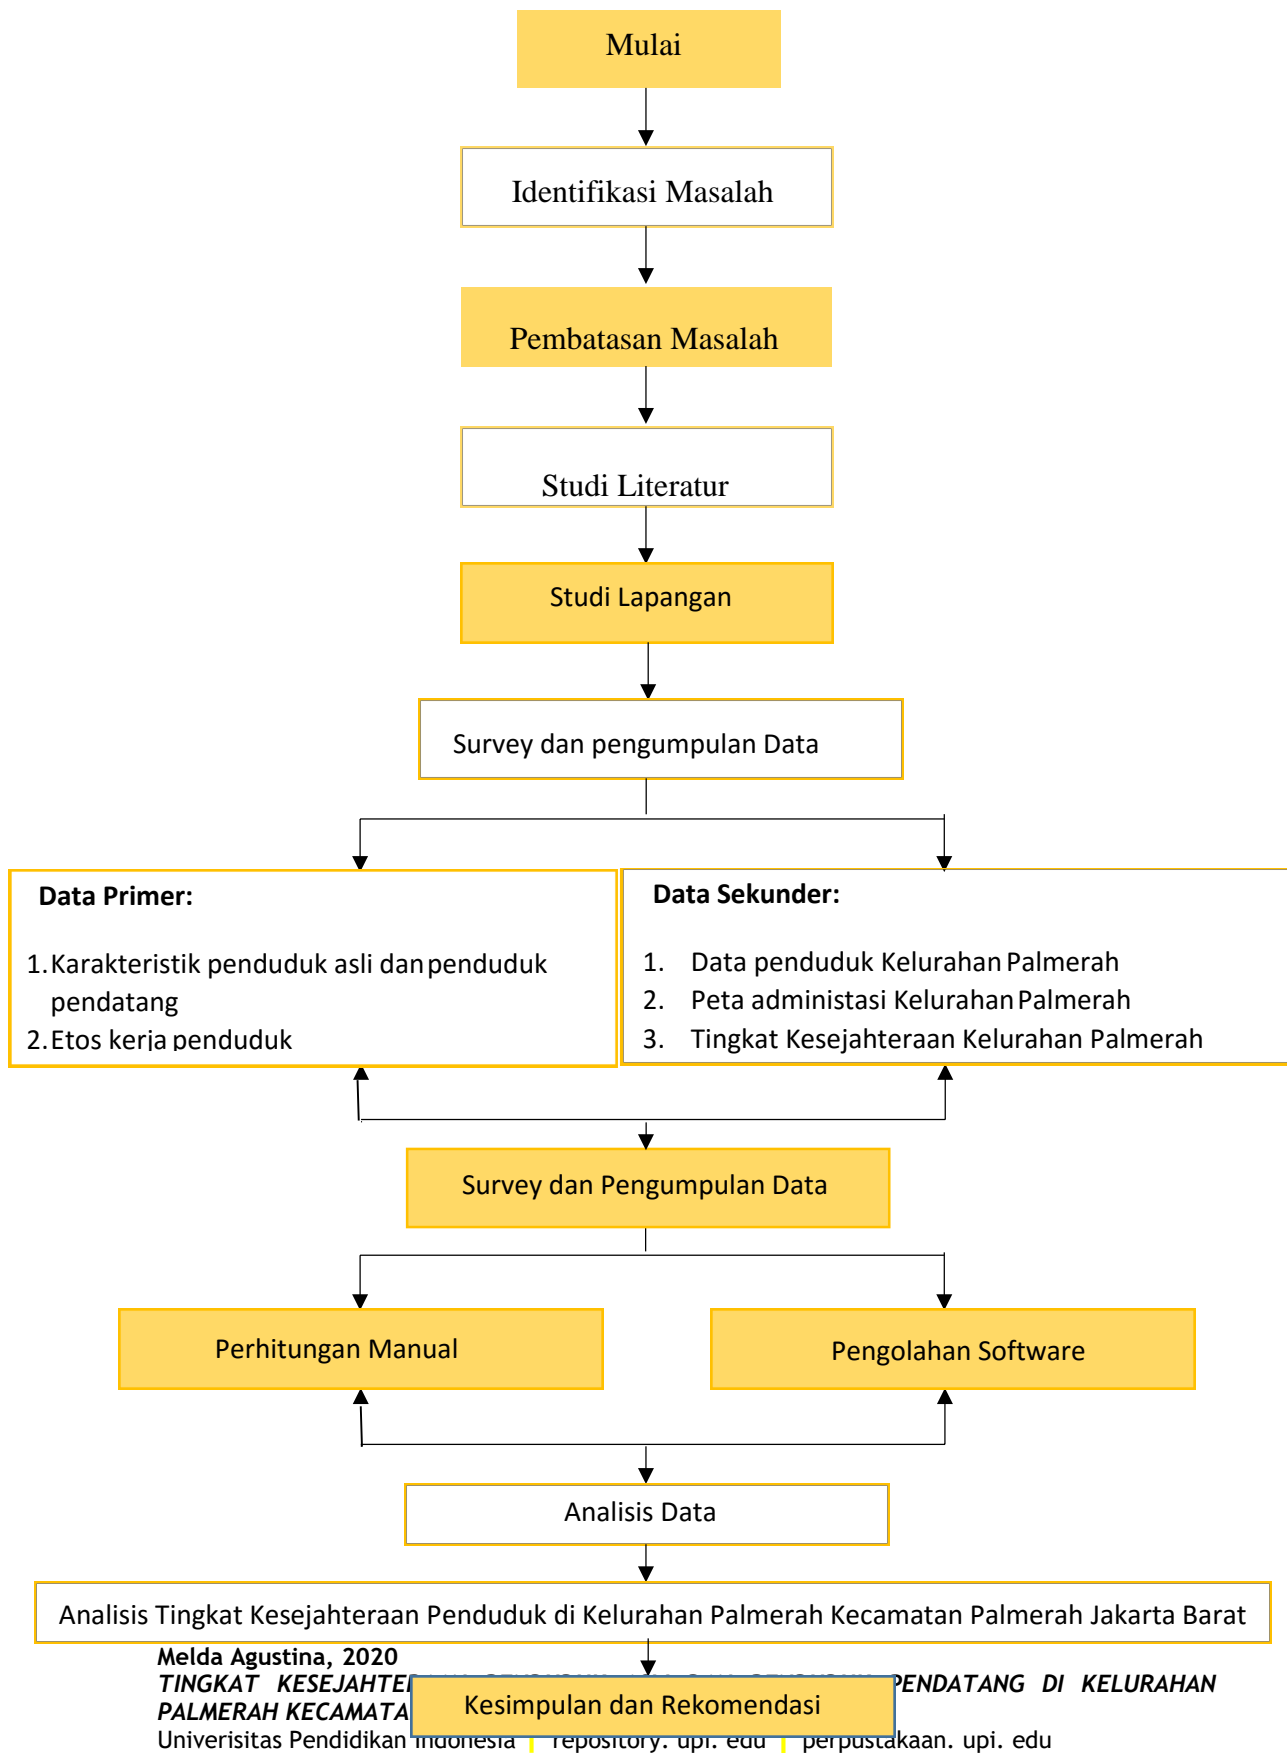 Mulai
Identifikasi Masalah
Pembatasan Masalah
Studi Literatur
Studi Lapangan
Survey dan pengumpulan Data
Data Primer:
1. Karakteristik penduduk asli dan penduduk
pendatang
2. Etos kerja penduduk
Data Sekunder:
1. Data penduduk Kelurahan Palmerah
2. Peta administasi Kelurahan Palmerah
3. Tingkat Kesejahteraan Kelurahan Palmerah
Survey dan Pengumpulan Data
Perhitungan Manual
Pengolahan Software
Analisis Data
Analisis Tingkat Kesejahteraan Penduduk di Kelurahan Palmerah Kecamatan Palmerah Jakarta Barat
Melda Agustina, 2020
TINGKAT PENDATANG DI KELURAHAN
PALMERAH
Kesimpulan dan Rekomendasi
Univerisitas Pendidikan Indonesia | repository. upi. edu | perpustakaan. upi. edu